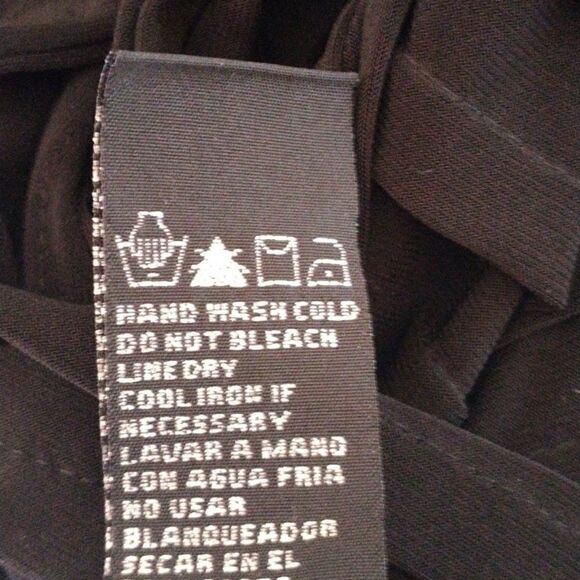 HAND WASH COLD
DO NOT BLEACH
LINE DRY
COOL IRON IF
NECESSARY
LAVAR A MANO
CON AGUA FRIA
NO USAR
BLANQUEADOR
SECAR EN EL